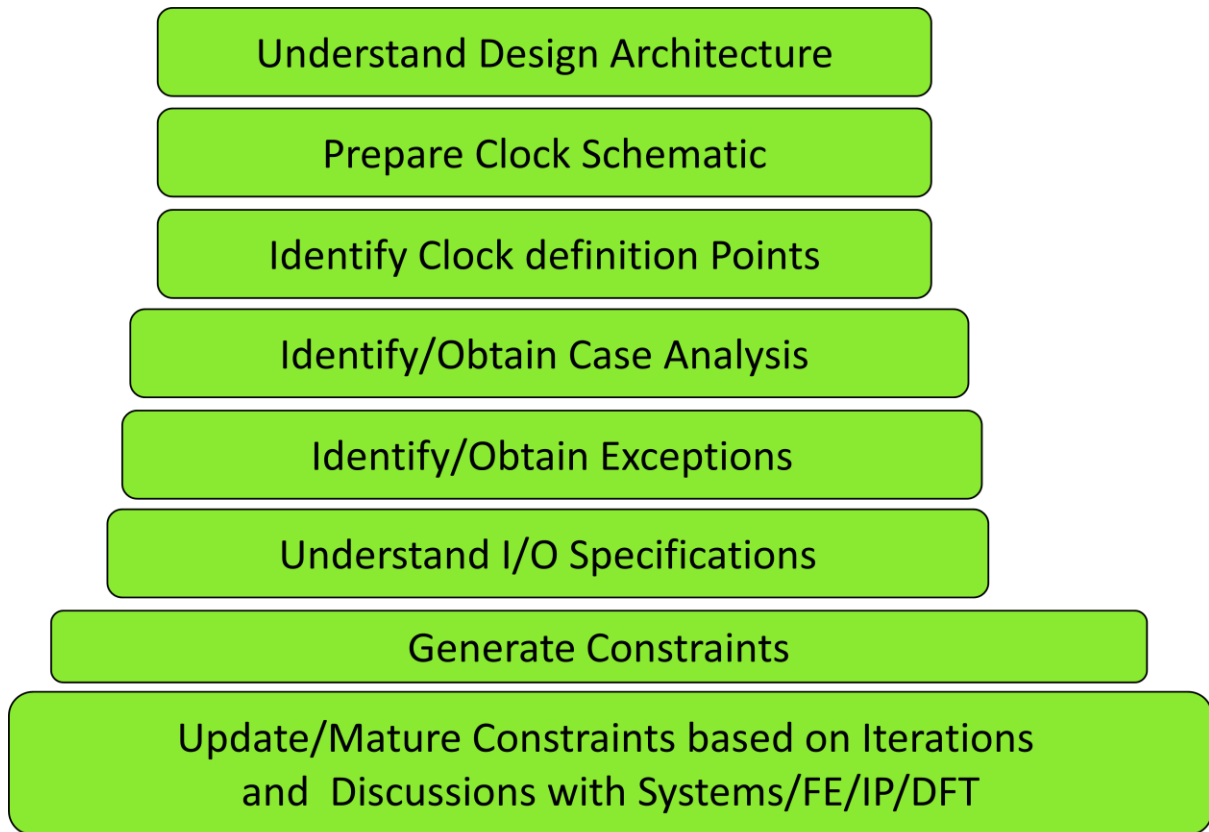 Understand Design Architecture
Prepare Clock Schematic
Identify Clock definition Points
Identify/Obtain Case Analysis
Identify/Obtain Exceptions
Understand I/O Specifications
Generate Constraints
Update/Mature Constraints based on Iterations
and  Discussions with Systems/FE/IP/DFT